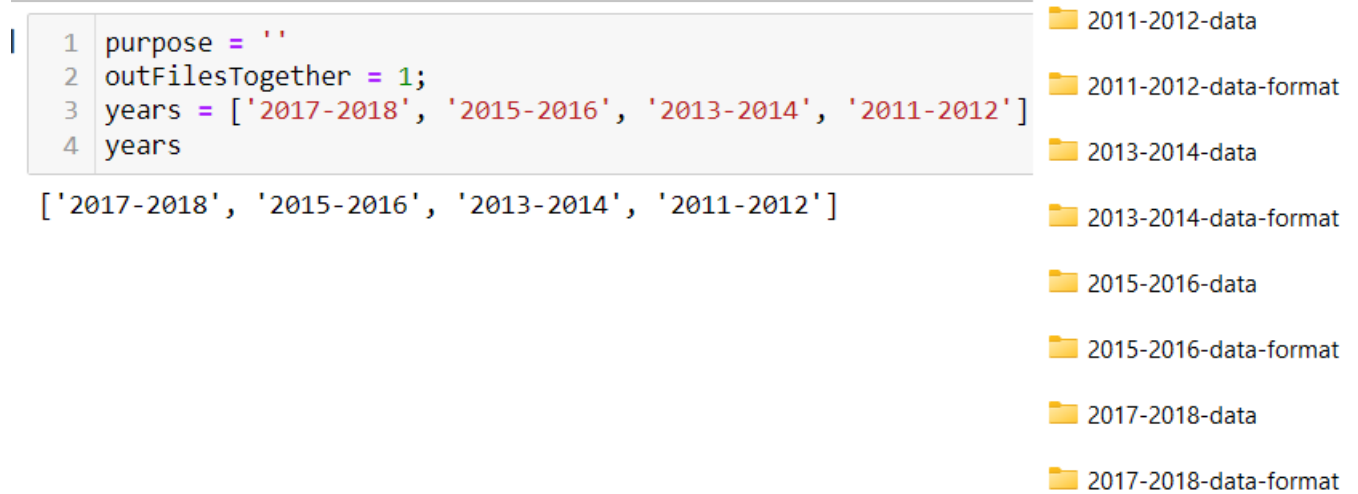 1 purpose = ''
2 outFilesTogether = 1;
3 years = ['2017-2018', '2015-2016', '2013-2014', '2011-2012']
4 years
['2017-2018', '2015-2016', '2013-2014', '2011-2012']
2011-2012-data
2011-2012-data-format
2013-2014-data
2013-2014-data-format
2015-2016-data
2015-2016-data-format
2017-2018-data
2017-2018-data-format